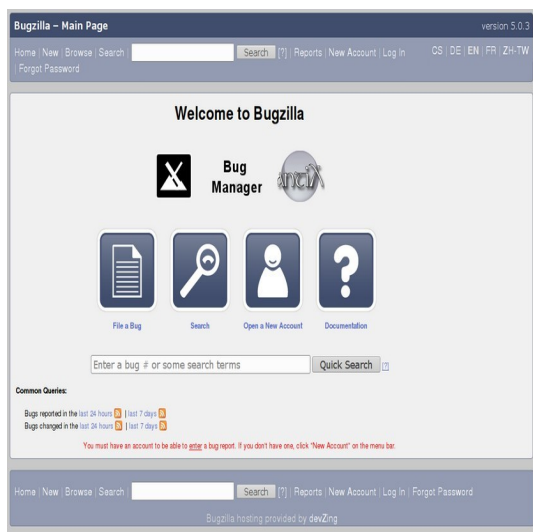 Bugzilla – Main Page version 5.0.3
Home | New | Browse | Search | Search [?] | Reports | New Account | Log In CS | DE | EN | FR | ZH-TW
| Forgot Password
Welcome to Bugzilla
Bug
Manager
antiX
File a Bug Search Open a New Account Documentation
Enter a bug # or some search terms Quick Search [?]
Common Queries:
Bugs reported in the last 24 hours | last 7 days
Bugs changed in the last 24 hours | last 7 days
You must have an account to be able to enter a bug report. If you don't have one, click "New Account" on the menu bar.
Home | New | Browse | Search | Search [?] | Reports | New Account | Log In | Forgot Password
Bugzilla hosting provided by devZing